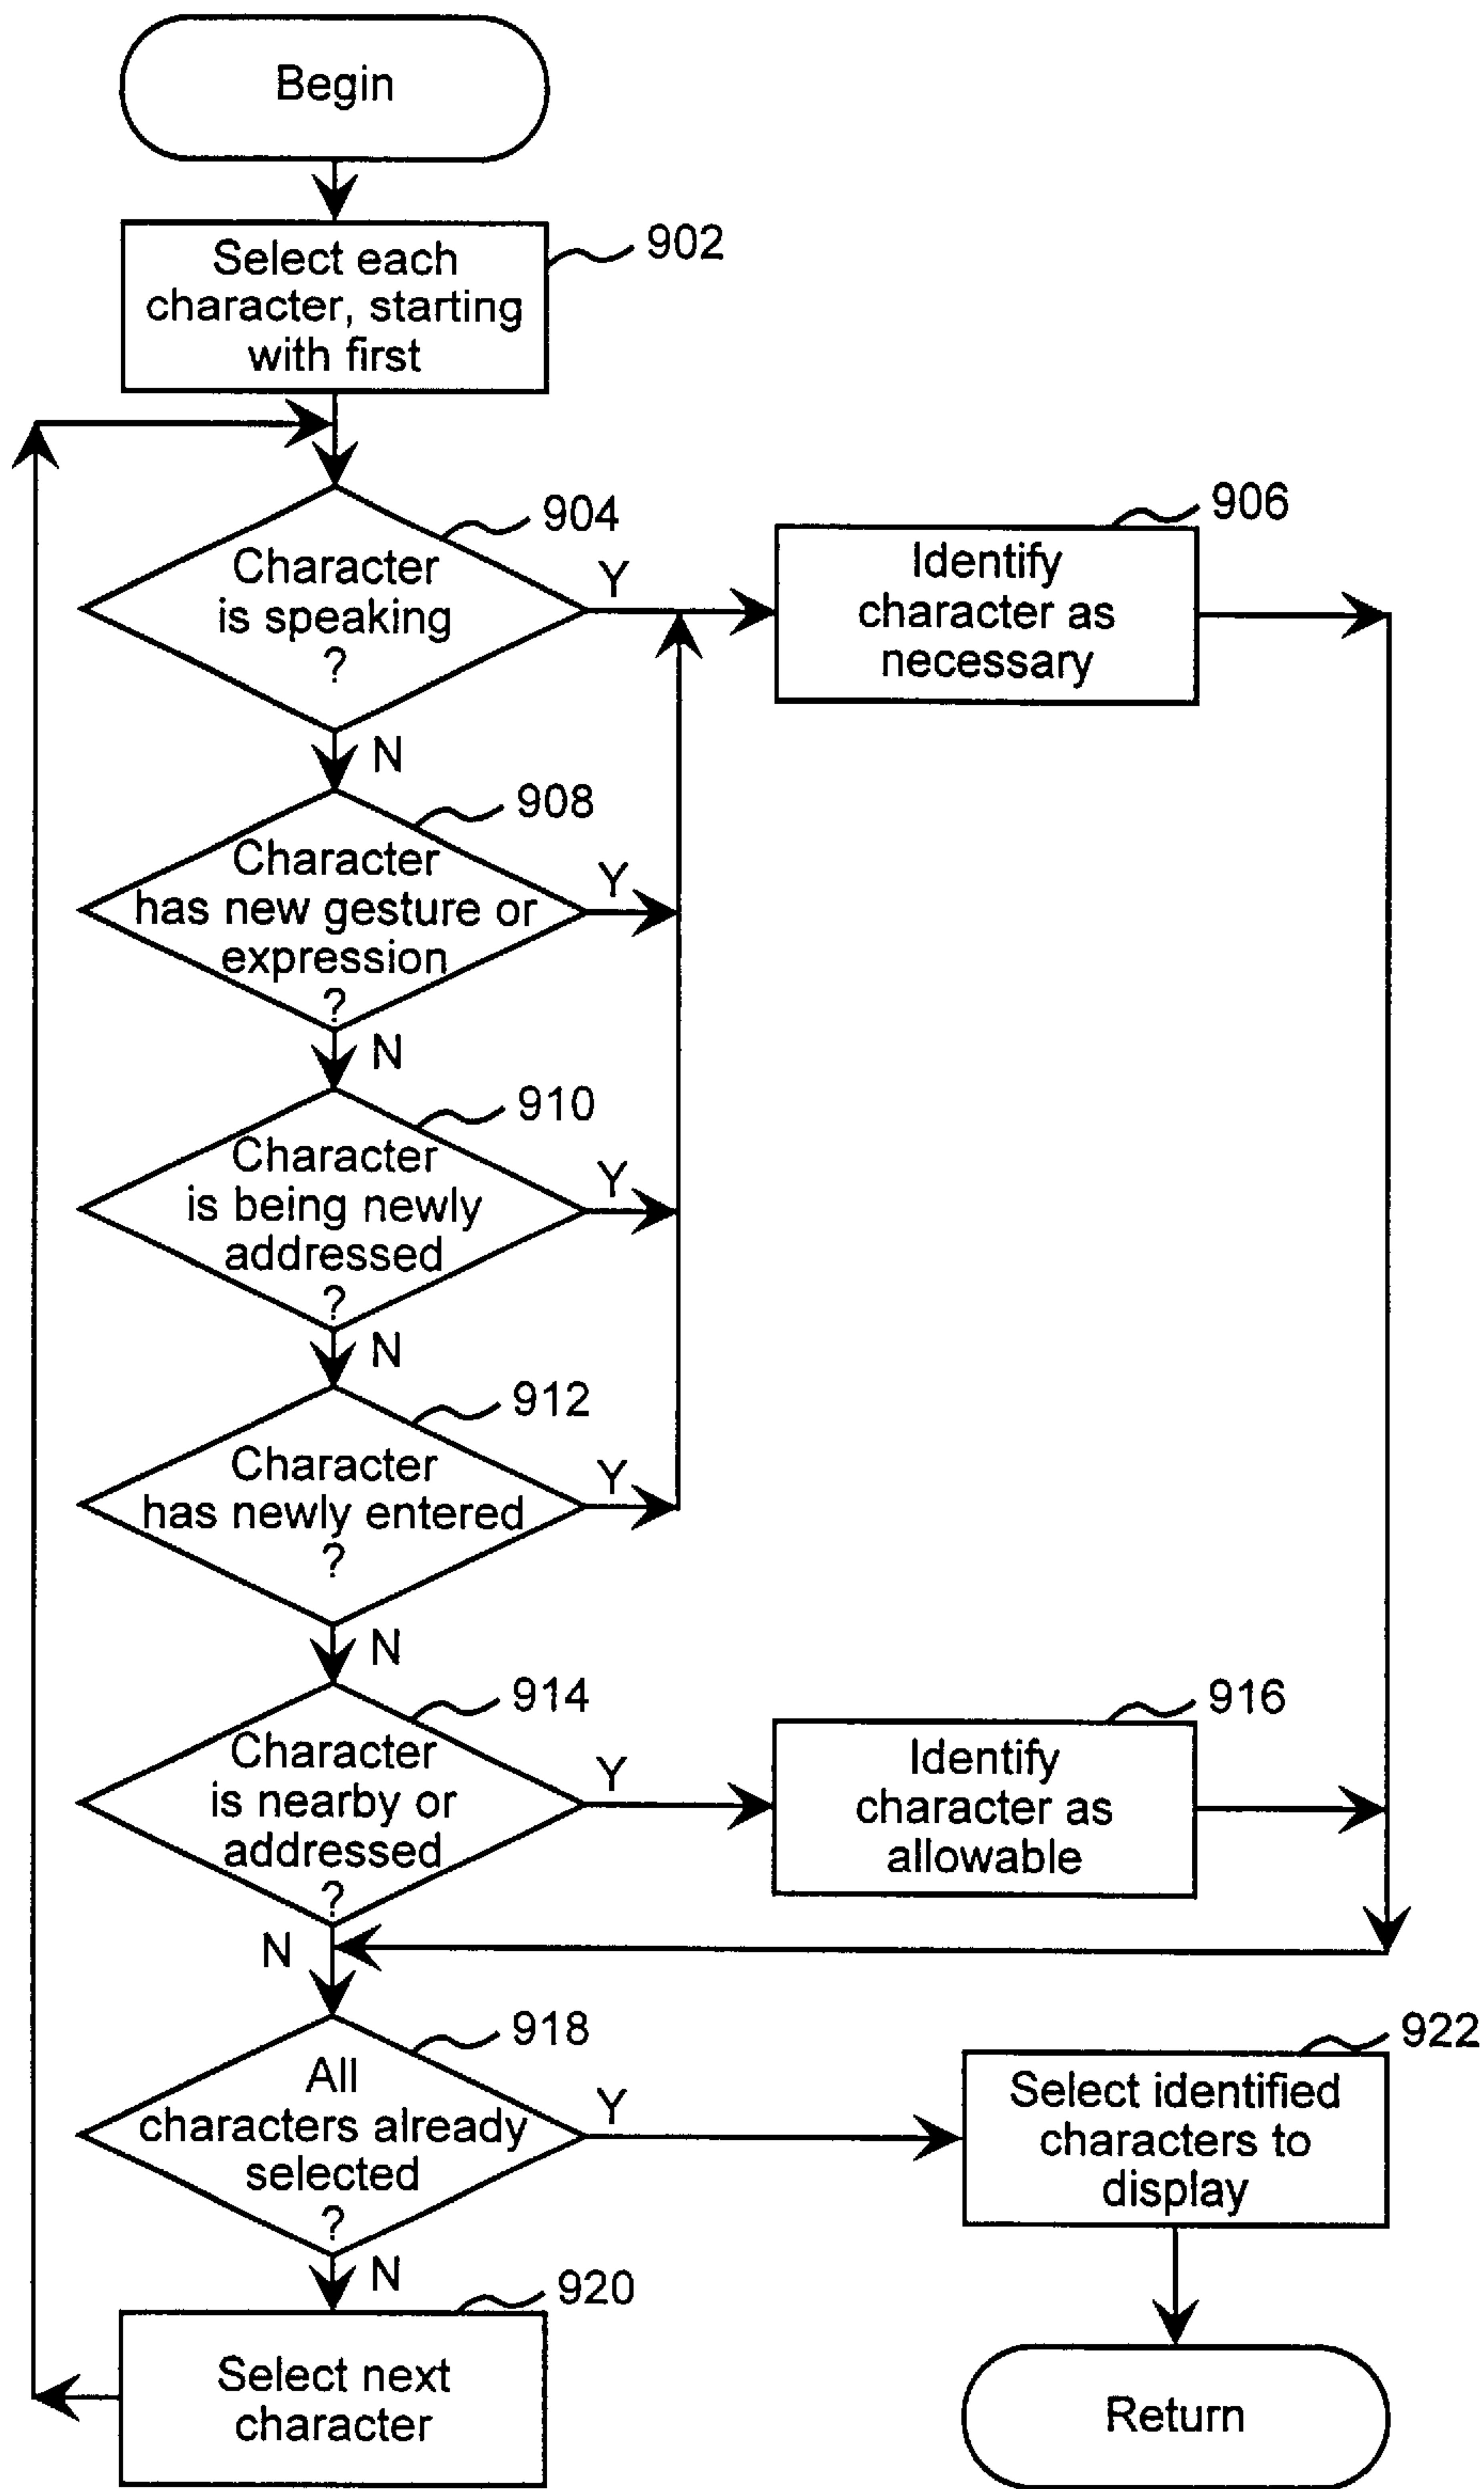 Begin
902
Select each
character, starting
with first
904
Character
is speaking
?
Y
906
Identify
character as
necessary
N
908
Character
has new gesture or
expression
?
Y
N
910
Character
is being newly
addressed
?
Y
N
912
Character
has newly entered
?
Y
N
914
Character
is nearby or
addressed
?
Y
916
Identify
character as
allowable
N
918
All
characters already
selected
?
Y
922
Select identified
characters to
display
N
920
Select next
character
Return